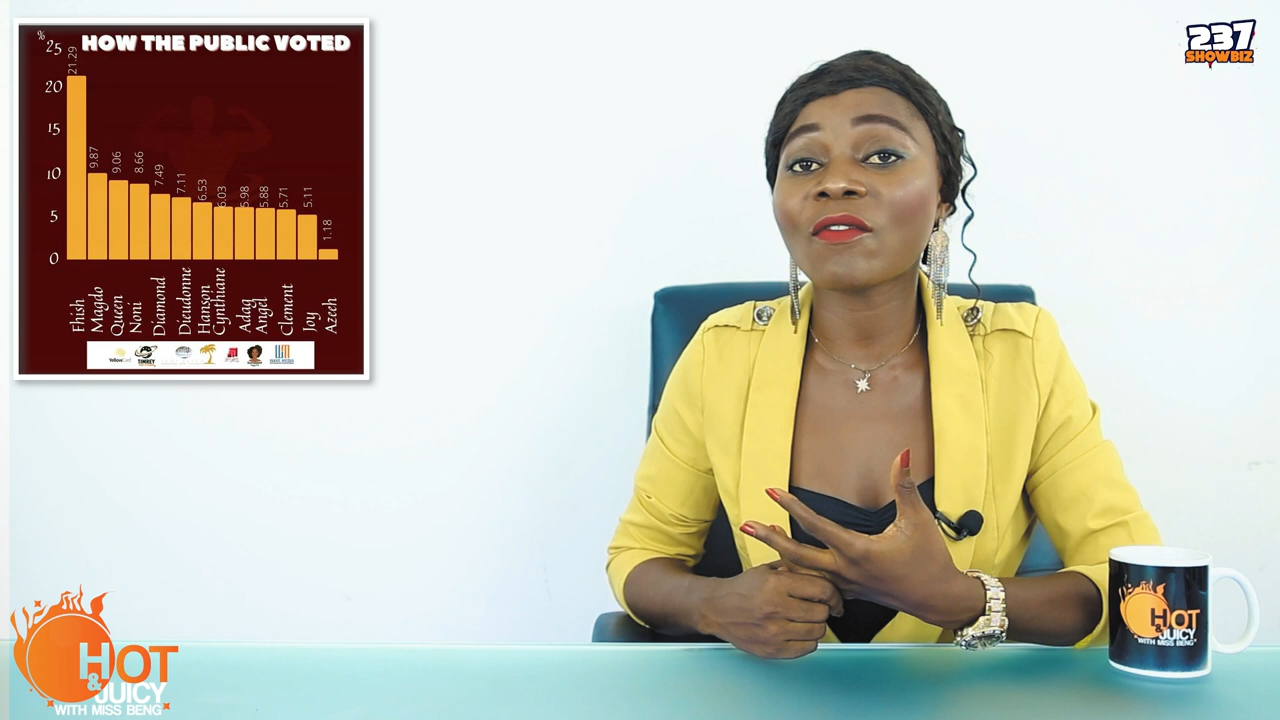 %
HOW THE PUBLIC VOTED
25
20
15
10
5
0
21.29
9.87
9.06
8.66
7.49
7.11
6.53
6.03
5.98
5.88
5.71
5.11
1.18
Fhish
Magdo
Queen
Noni
Diamond
Dieudonne
Hanson
Cynthiane
Adaq
Angel
Clement
Joy
Azeeh
237
SHOWBIZ
HOT
& JUICY
WITH MISS BENG
HOT
& JUICY
"WITH MISS BENG"